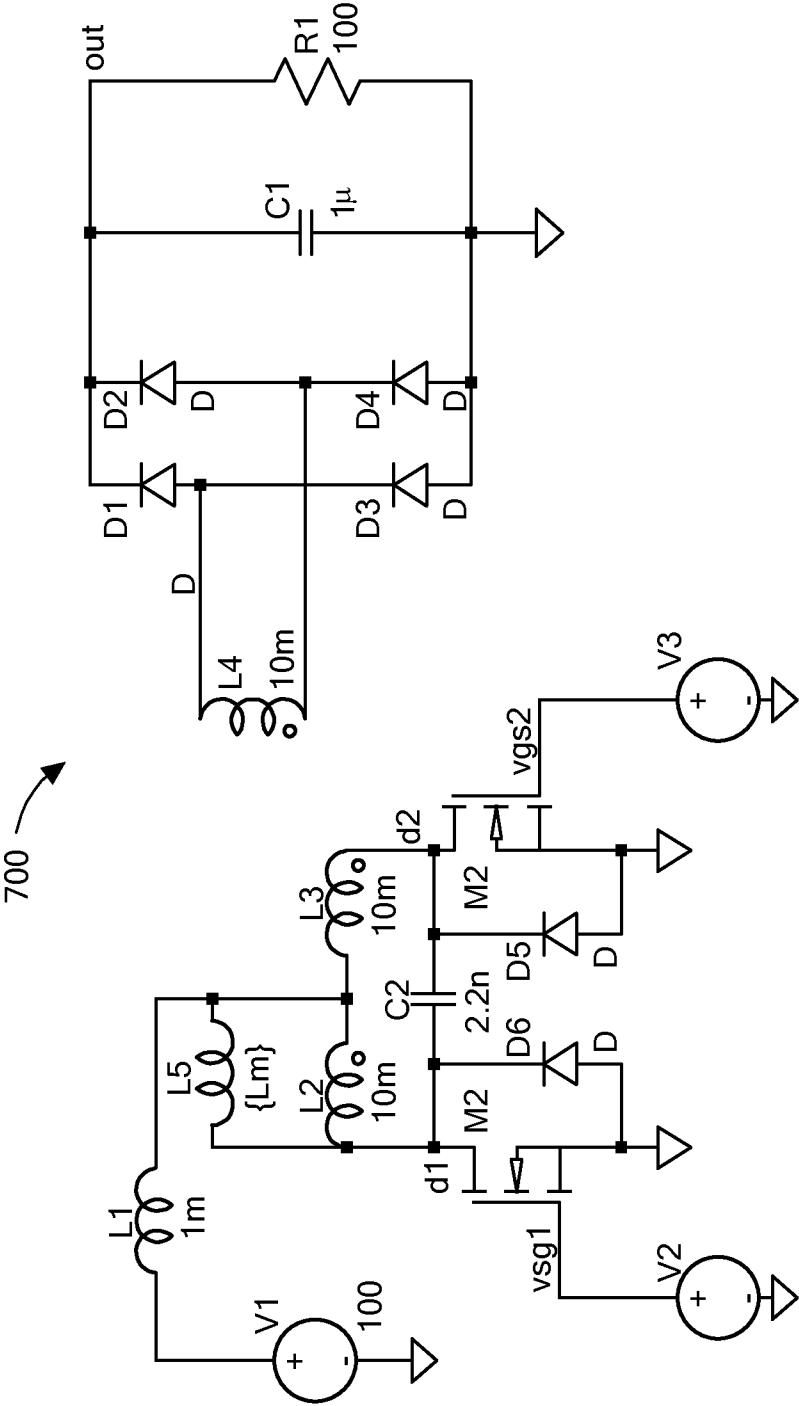 700
out
R1
100
C1
1µ
D2
D
D4
D
D1
D
D3
D
L4
10m
L1
1m
L5
{Lm}
L2
10m
L3
10m
C2
2.2n
d1
d2
M2
M2
D6
D
D5
D
vsg1
vgs2
V1
+
-
100
V2
+
-
V3
+
-